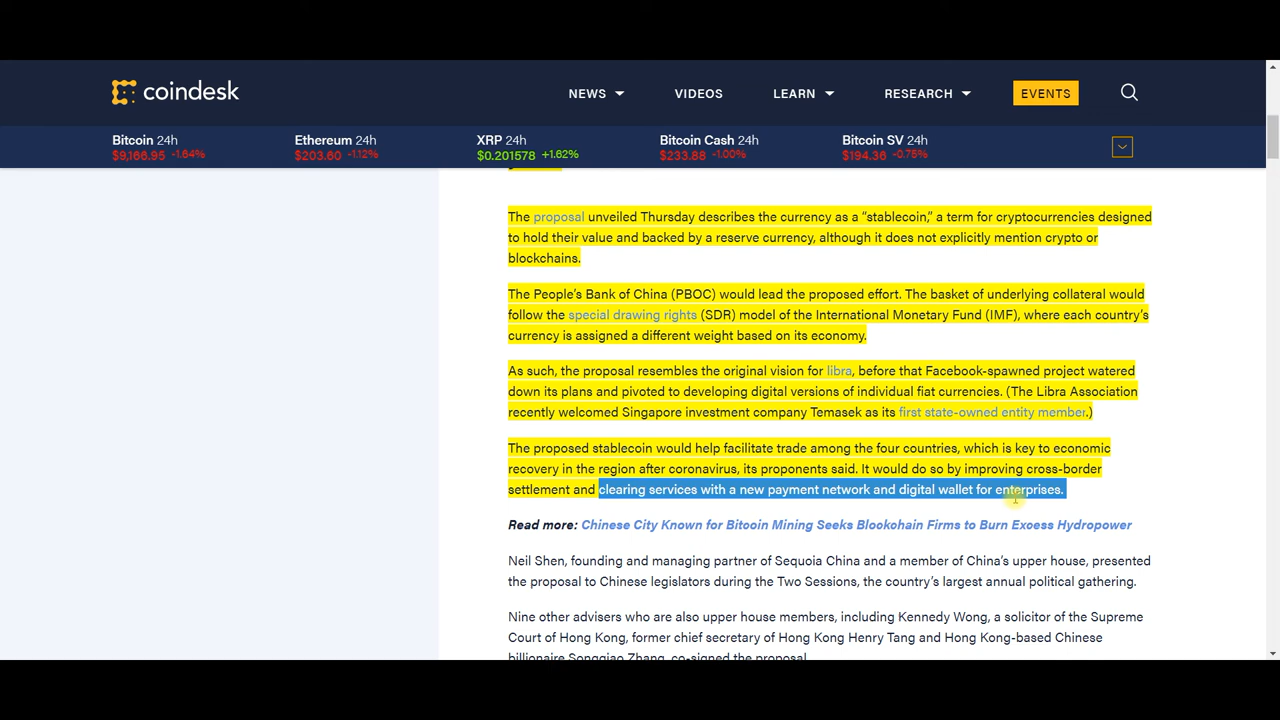 coindesk
NEWS VIDEOS LEARN RESEARCH EVENTS
Bitcoin 24h Ethereum 24h XRP 24h Bitcoin Cash 24h Bitcoin SV 24h
$9,166.95 -1.64% $203.60 -1.12% $0.201578 +1.62% $233.88 -1.00% $194.36 -0.75%
The proposal unveiled Thursday describes the currency as a “stablecoin,” a term for cryptocurrencies designed
to hold their value and backed by a reserve currency, although it does not explicitly mention crypto or
blockchains.
The People’s Bank of China (PBOC) would lead the proposed effort. The basket of underlying collateral would
follow the special drawing rights (SDR) model of the International Monetary Fund (IMF), where each country’s
currency is assigned a different weight based on its economy.
As such, the proposal resembles the original vision for libra, before that Facebook-spawned project watered
down its plans and pivoted to developing digital versions of individual fiat currencies. (The Libra Association
recently welcomed Singapore investment company Temasek as its first state-owned entity member.)
The proposed stablecoin would help facilitate trade among the four countries, which is key to economic
recovery in the region after coronavirus, its proponents said. It would do so by improving cross-border
settlement and clearing services with a new payment network and digital wallet for enterprises.
Read more: Chinese City Known for Bitcoin Mining Seeks Blockchain Firms to Burn Excess Hydropower
Neil Shen, founding and managing partner of Sequoia China and a member of China’s upper house, presented
the proposal to Chinese legislators during the Two Sessions, the country’s largest annual political gathering.
Nine other advisers who are also upper house members, including Kennedy Wong, a solicitor of the Supreme
Court of Hong Kong, former chief secretary of Hong Kong Henry Tang and Hong Kong-based Chinese
billionaire Songqiao Zhang, co-signed the proposal.